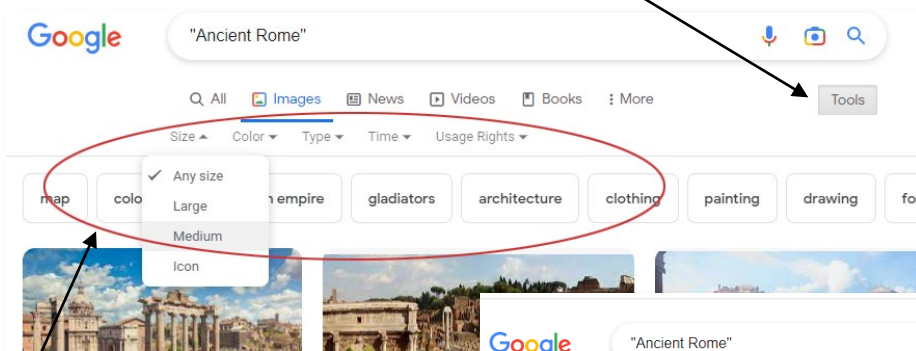 Google "Ancient Rome"
All Images News Videos Books More Tools
Size Color Type Time Usage Rights
Any size
Large
Medium
Icon
map empire gladiators architecture clothing painting drawing
Google "Ancient Rome"